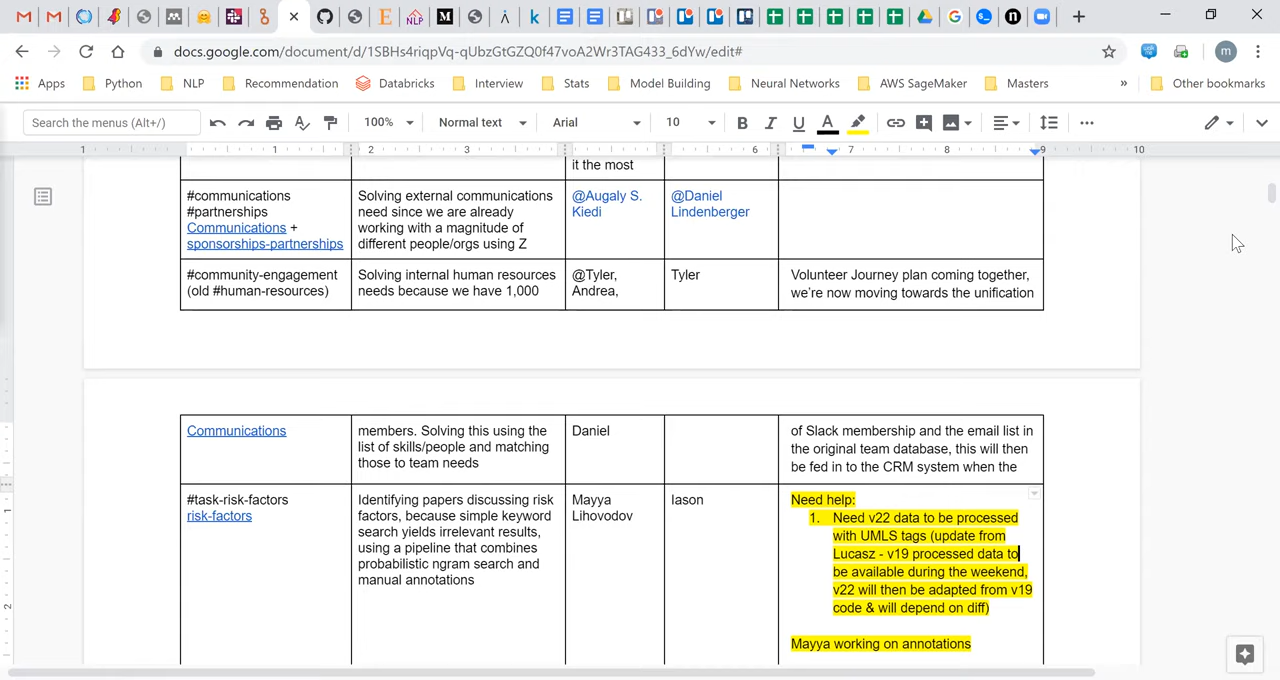 docs.google.com/document/d/1SBHs4riqpVq-qUbzGtGZQ0f47voA2Wr3TAG433_6dYw/edit#
m
Apps Python NLP Recommendation Databricks Interview Stats Model Building Neural Networks AWS SageMaker Masters » Other bookmarks
Search the menus (Alt+/) 100% Normal text Arial 10 B I U A
1 1 2 3 6 7 8 9 10
it the most
#communications
#partnerships
Communications +
sponsorships-partnerships
Solving external communications
need since we are already
working with a magnitude of
different people/orgs using Z
@Augaly S.
Kiedi
@Daniel
Lindenberger
#community-engagement
(old #human-resources)
Solving internal human resources
needs because we have 1,000
@Tyler,
Andrea,
Tyler
Volunteer Journey plan coming together,
we're now moving towards the unification
Communications
members. Solving this using the
list of skills/people and matching
those to team needs
Daniel
of Slack membership and the email list in
the original team database, this will then
be fed in to the CRM system when the
#task-risk-factors
risk-factors
Identifying papers discussing risk
factors, because simple keyword
search yields irrelevant results,
using a pipeline that combines
probabilistic ngram search and
manual annotations
Mayya
Lihovodov
Iason
Need help:
1. Need v22 data to be processed
with UMLS tags (update from
Lucasz - v19 processed data to
be available during the weekend,
v22 will then be adapted from v19
code & will depend on diff)
Mayya working on annotations